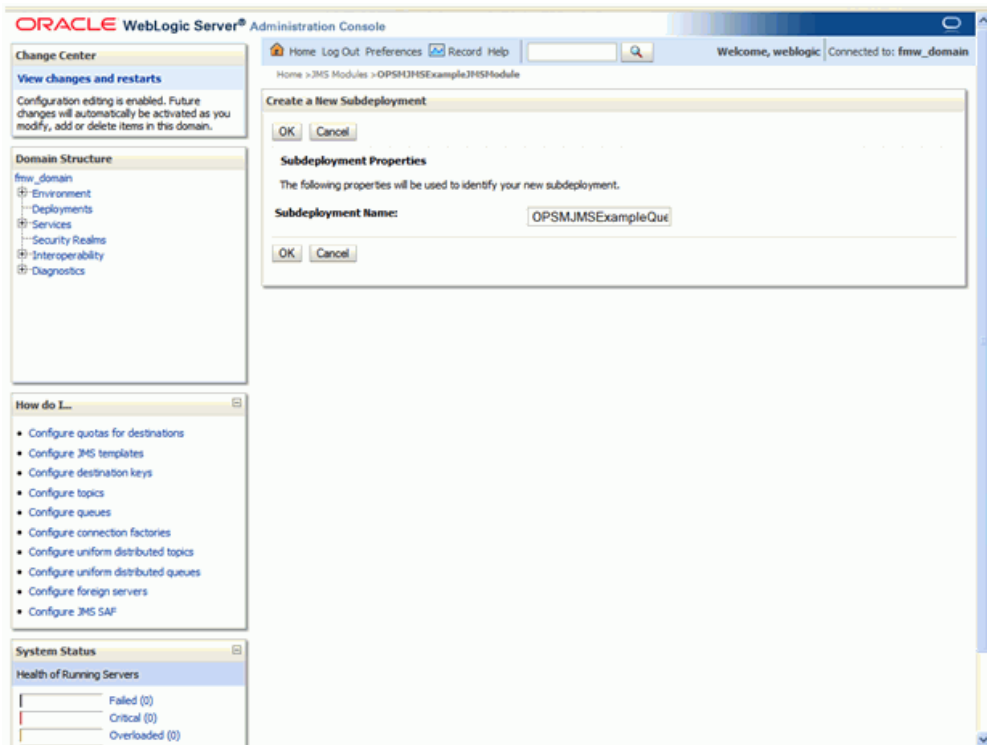 ORACLE WebLogic Server® Administration Console
Change Center
View changes and restarts
Configuration editing is enabled. Future
changes will automatically be activated as you
modify, add or delete items in this domain.
Domain Structure
fmw_domain
Environment
Deployments
Services
Security Realms
Interoperability
Diagnostics
How do I...
• Configure quotas for destinations
• Configure JMS templates
• Configure destination keys
• Configure topics
• Configure queues
• Configure connection factories
• Configure uniform distributed topics
• Configure uniform distributed queues
• Configure foreign servers
• Configure JMS SAF
System Status
Health of Running Servers
Failed (0)
Critical (0)
Overloaded (0)
Home Log Out Preferences Record Help
Welcome, weblogic Connected to: fmw_domain
Home >JMS Modules >OPSMJMSExampleJMSModule
Create a New Subdeployment
OK Cancel
Subdeployment Properties
The following properties will be used to identify your new subdeployment.
Subdeployment Name: OPSMJMSExampleQue
OK Cancel